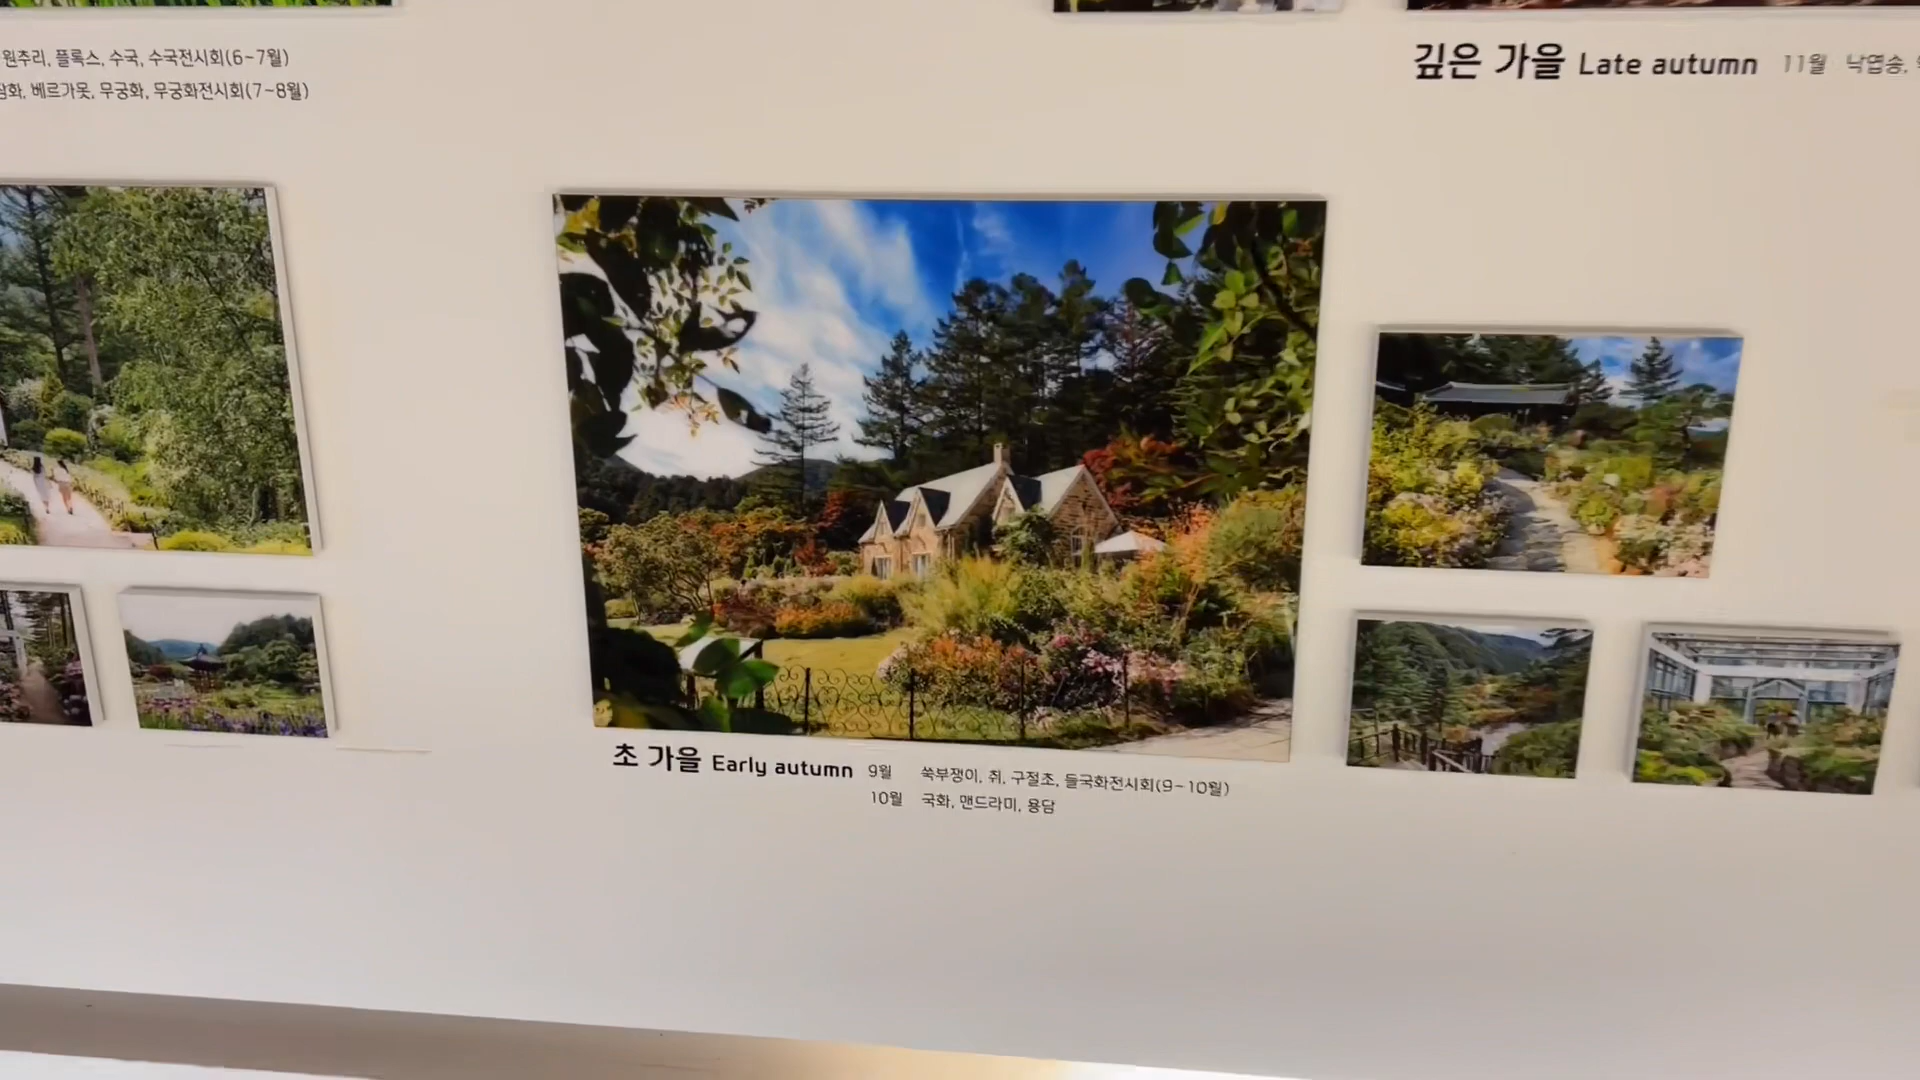 원추리, 플록스, 수국, 수국전시회(6~7월)
베르가못, 무궁화, 무궁화전시회(7~8월)
깊은 가을 Late autumn 11월 낙엽송,
초 가을 Early autumn 9월 쑥부쟁이, 취, 구절초, 들국화전시회(9~10월)
10월 국화, 맨드라미, 용담